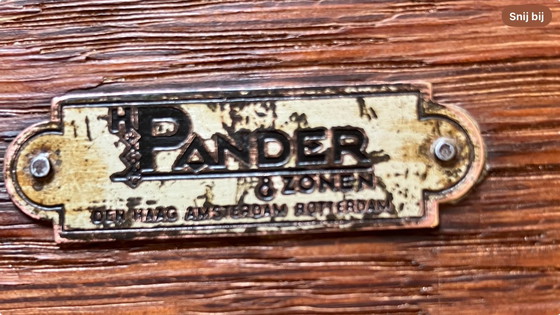 Snij bij
H PANDER
& ZONEN
DEN HAAG AMSTERDAM ROTTERDAM